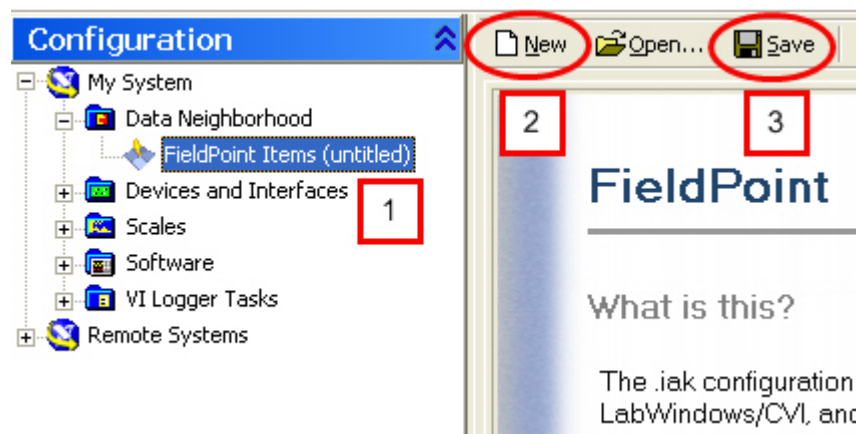 Configuration
My System
Data Neighborhood
FieldPoint Items (untitled)
Devices and Interfaces
Scales
Software
VI Logger Tasks
Remote Systems
1
New Open... Save
2 3
FieldPoint
What is this?
The .iak configuration
LabWindows/CVI, and